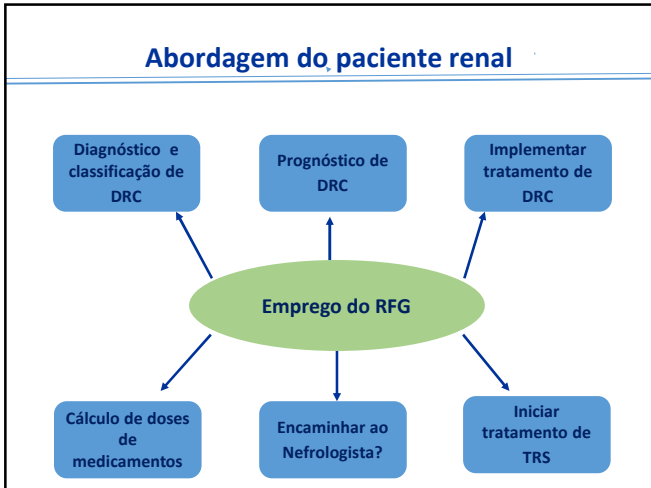 Abordagem do paciente renal
Diagnóstico e
classificação de
DRC
Prognóstico de
DRC
Implementar
tratamento de
DRC
Emprego do RFG
Cálculo de doses
de
medicamentos
Encaminhar ao
Nefrologista?
Iniciar
tratamento de
TRS